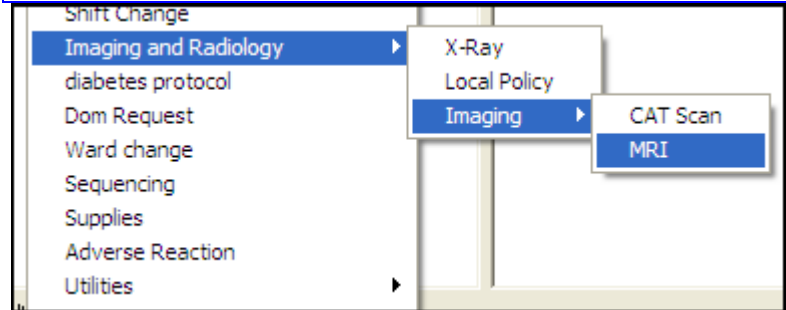 Shift Change
Imaging and Radiology
diabetes protocol
Dom Request
Ward change
Sequencing
Supplies
Adverse Reaction
Utilities
X-Ray
Local Policy
Imaging
CAT Scan
MRI